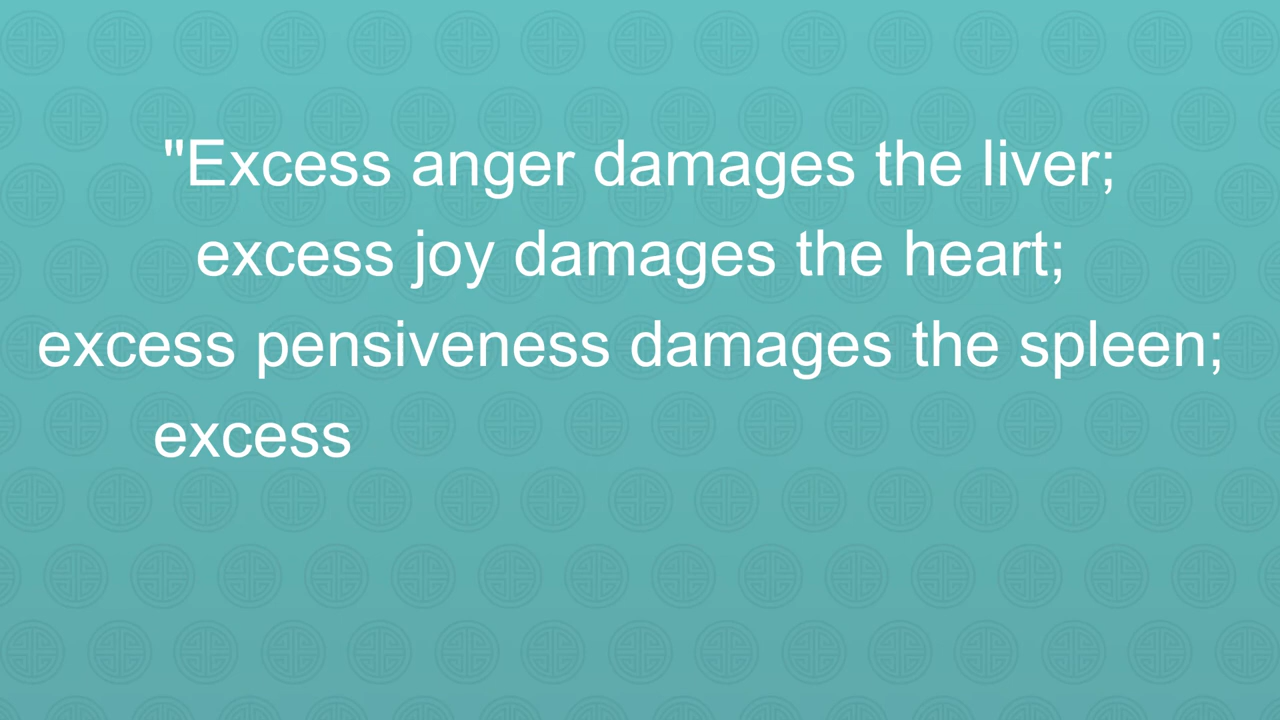 "Excess anger damages the liver;
excess joy damages the heart;
excess pensiveness damages the spleen;
excess